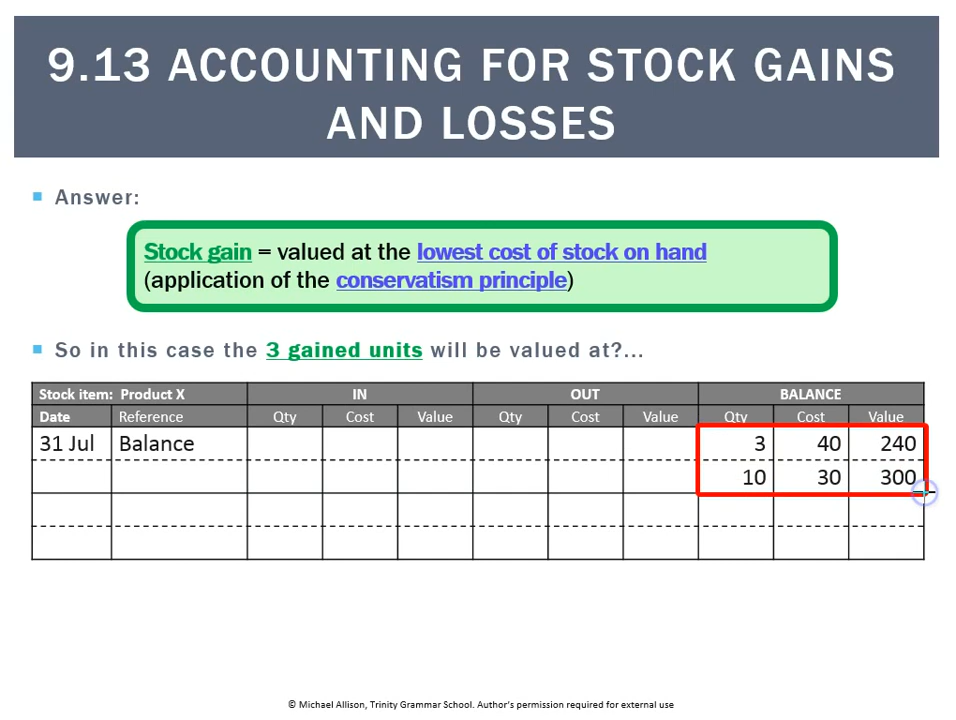 9.13 ACCOUNTING FOR STOCK GAINS
AND LOSSES
Answer:
Stock gain = valued at the lowest cost of stock on hand
(application of the conservatism principle)
So in this case the 3 gained units will be valued at?...
Stock item: Product X IN OUT BALANCE
Date Reference Qty Cost Value Qty Cost Value Qty Cost Value
31 Jul Balance 3 40 240
10 30 300
© Michael Allison, Trinity Grammar School. Author's permission required for external use